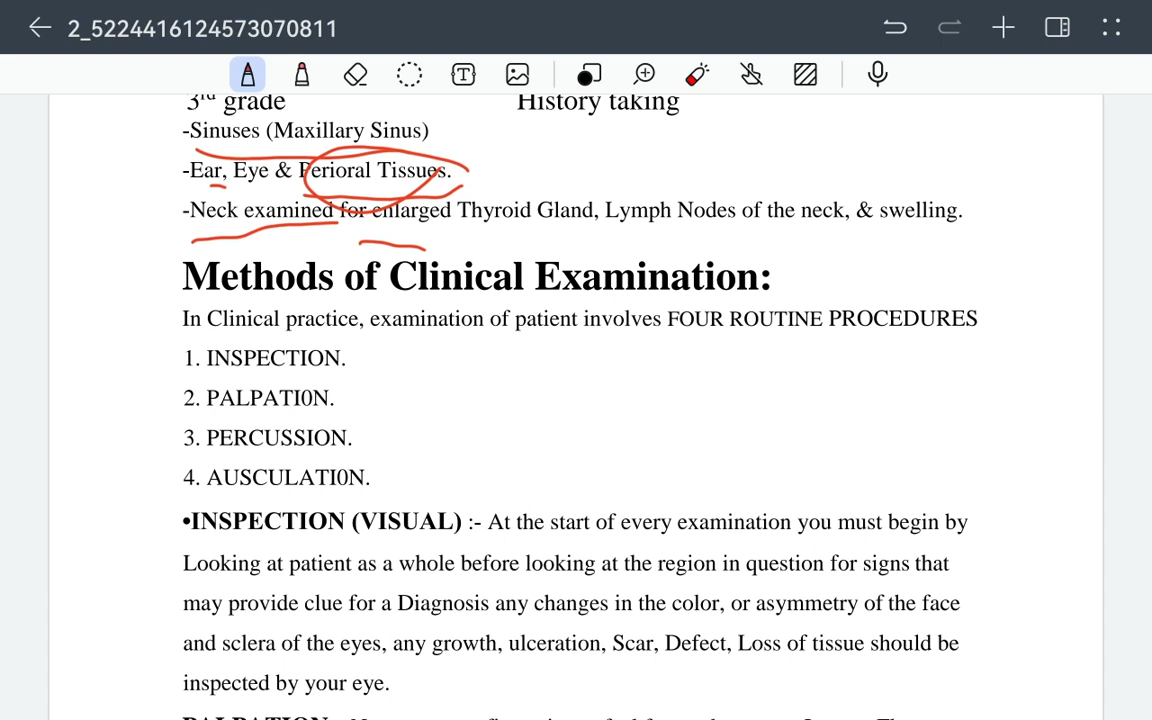 2_5224416124573070811
3rd grade History taking
-Sinuses (Maxillary Sinus)
-Ear, Eye & Perioral Tissues.
-Neck examined for enlarged Thyroid Gland, Lymph Nodes of the neck, & swelling.
Methods of Clinical Examination:
In Clinical practice, examination of patient involves FOUR ROUTINE PROCEDURES
1. INSPECTION.
2. PALPATI0N.
3. PERCUSSION.
4. AUSCULATI0N.
•INSPECTION (VISUAL) :- At the start of every examination you must begin by
Looking at patient as a whole before looking at the region in question for signs that
may provide clue for a Diagnosis any changes in the color, or asymmetry of the face
and sclera of the eyes, any growth, ulceration, Scar, Defect, Loss of tissue should be
inspected by your eye.